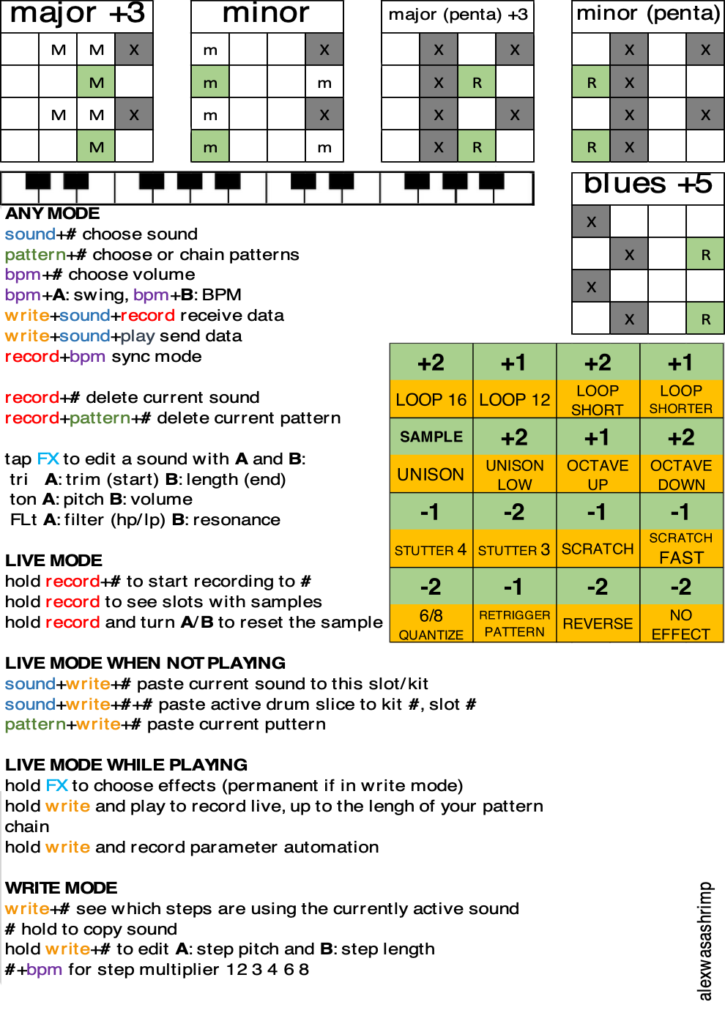 major +3
M M X
M
M M X
M
minor
m X
m m
m X
m m
major (penta) +3
X X
X R
X X
X R
minor (penta)
X X
R X
X X
R X
blues +5
X
X R
X
X R
ANY MODE
sound+# choose sound
pattern+# choose or chain patterns
bpm+# choose volume
bpm+A: swing, bpm+B: BPM
write+sound+record receive data
write+sound+play send data
record+bpm sync mode
record+# delete current sound
record+pattern+# delete current pattern
tap FX to edit a sound with A and B:
tri A: trim (start) B: length (end)
ton A: pitch B: volume
FLt A: filter (hp/lp) B: resonance
+2 +1 +2 +1
LOOP 16 LOOP 12 LOOP SHORT LOOP SHORTER
SAMPLE +2 +1 +2
UNISON UNISON LOW OCTAVE UP OCTAVE DOWN
-1 -2 -1 -1
STUTTER 4 STUTTER 3 SCRATCH SCRATCH FAST
-2 -1 -2 -2
6/8 QUANTIZE RETRIGGER PATTERN REVERSE NO EFFECT
LIVE MODE
hold record+# to start recording to #
hold record to see slots with samples
hold record and turn A/B to reset the sample
LIVE MODE WHEN NOT PLAYING
sound+write+# paste current sound to this slot/kit
sound+write+#+# paste active drum slice to kit #, slot #
pattern+write+# paste current puttern
LIVE MODE WHILE PLAYING
hold FX to choose effects (permanent if in write mode)
hold write and play to record live, up to the lengh of your pattern
chain
hold write and record parameter automation
WRITE MODE
write+# see which steps are using the currently active sound
# hold to copy sound
hold write+# to edit A: step pitch and B: step length
#+bpm for step multiplier 1 2 3 4 6 8
alexwasashrimp